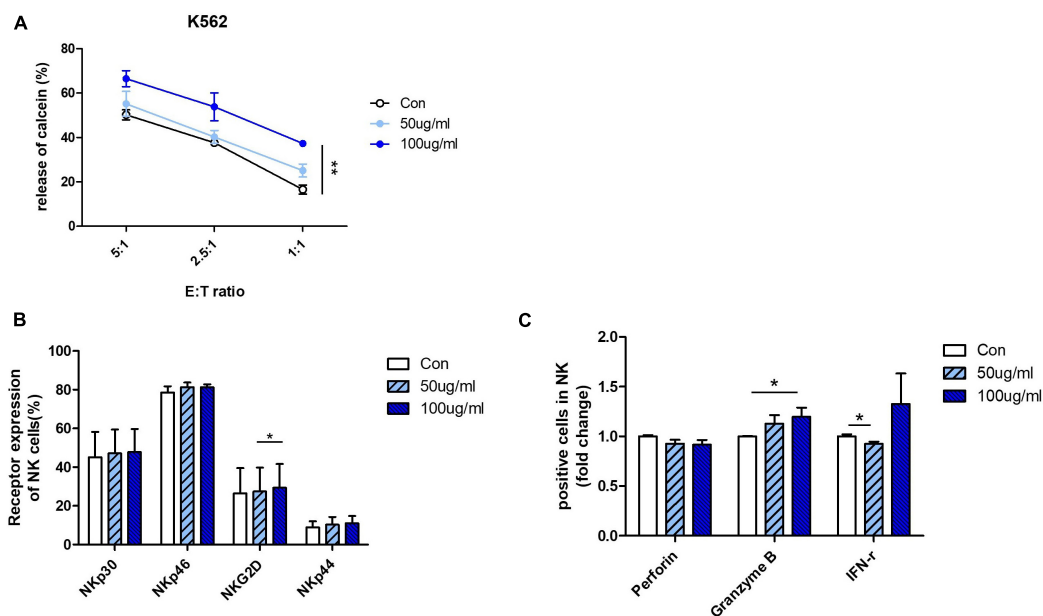 A
K562
release of calcein (%)
80
60
40
20
0
5:1
2.5:1
1:1
E:T ratio
Con
50ug/ml
100ug/ml
**
B
Receptor expression
of NK cells(%)
100
80
60
40
20
0
*
NKp30
NKp46
NKG2D
NKp44
Con
50ug/ml
100ug/ml
C
positive cells in NK
(fold change)
2.0
1.5
1.0
0.5
0.0
*
*
Perforin
Granzyme B
IFN-r
Con
50ug/ml
100ug/ml